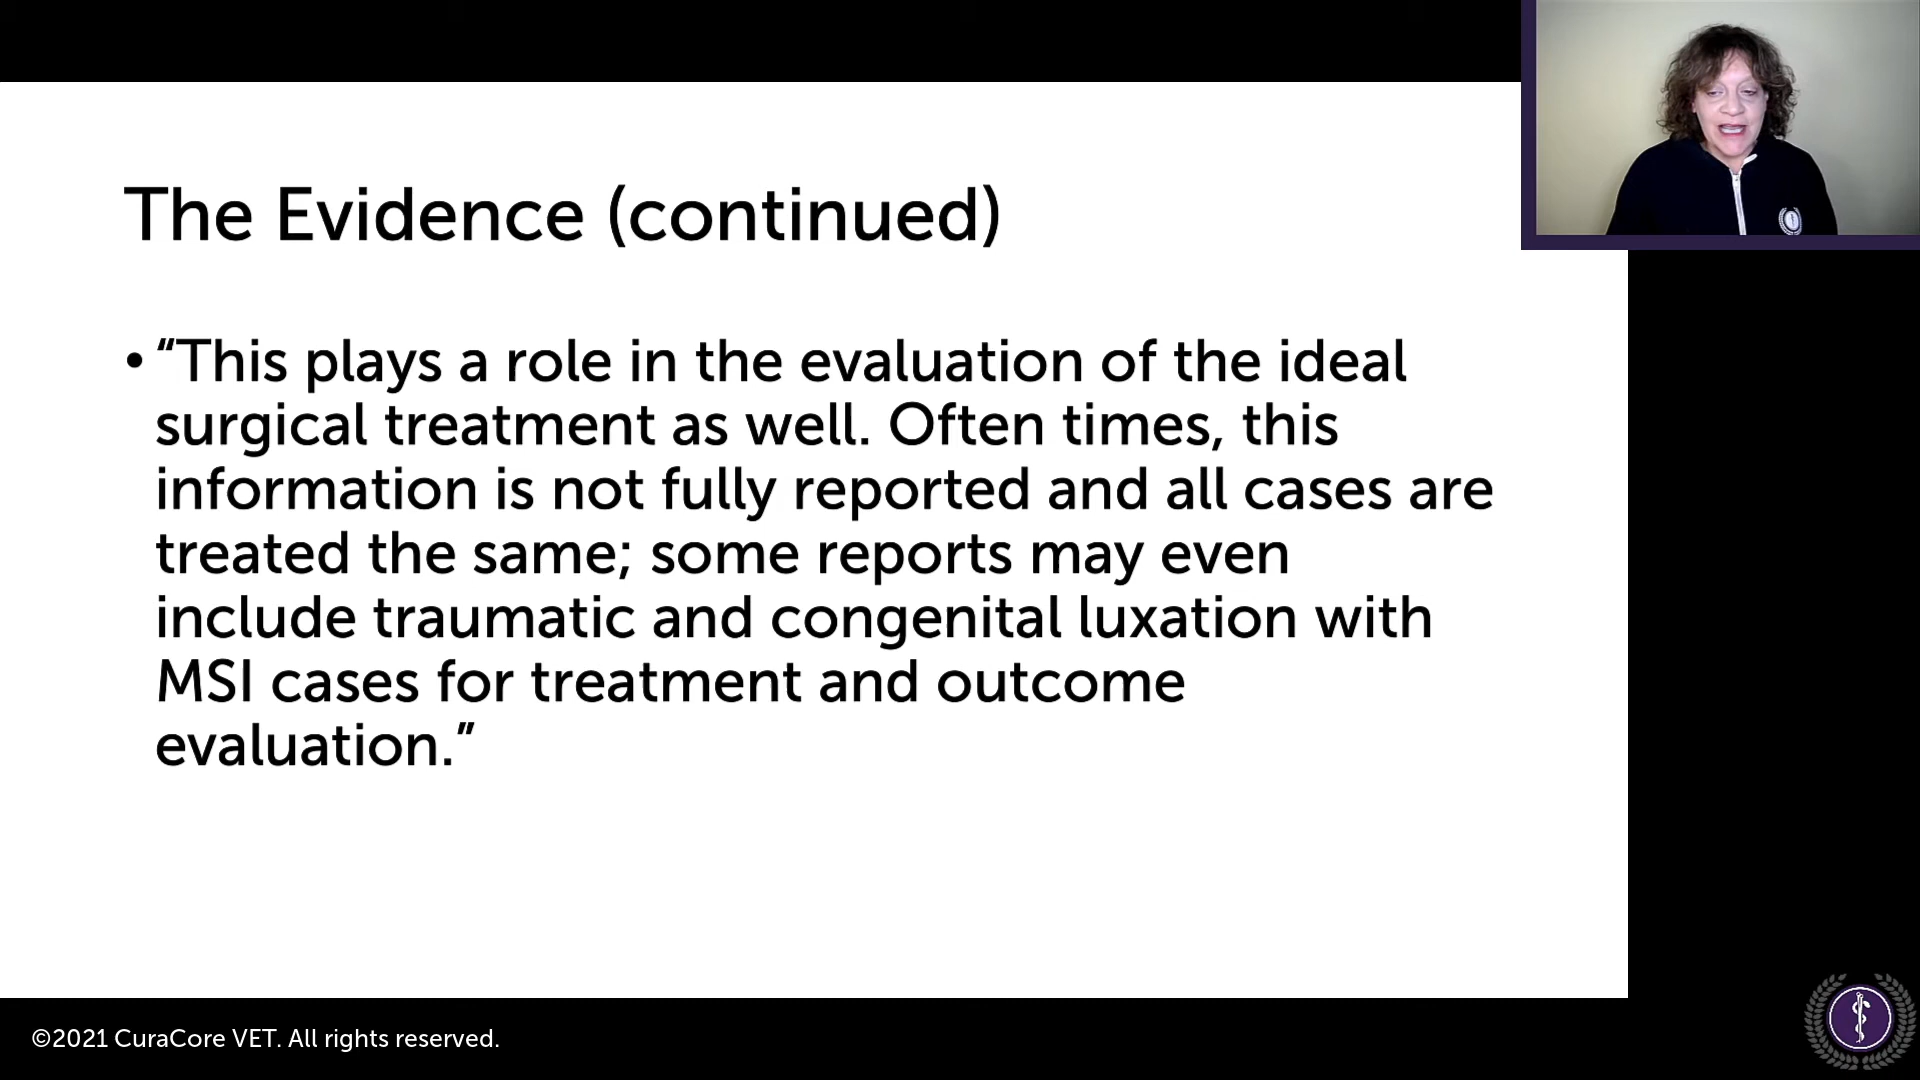 The Evidence (continued)
• “This plays a role in the evaluation of the ideal
surgical treatment as well. Often times, this
information is not fully reported and all cases are
treated the same; some reports may even
include traumatic and congenital luxation with
MSI cases for treatment and outcome
evaluation.”
©2021 CuraCore VET. All rights reserved.